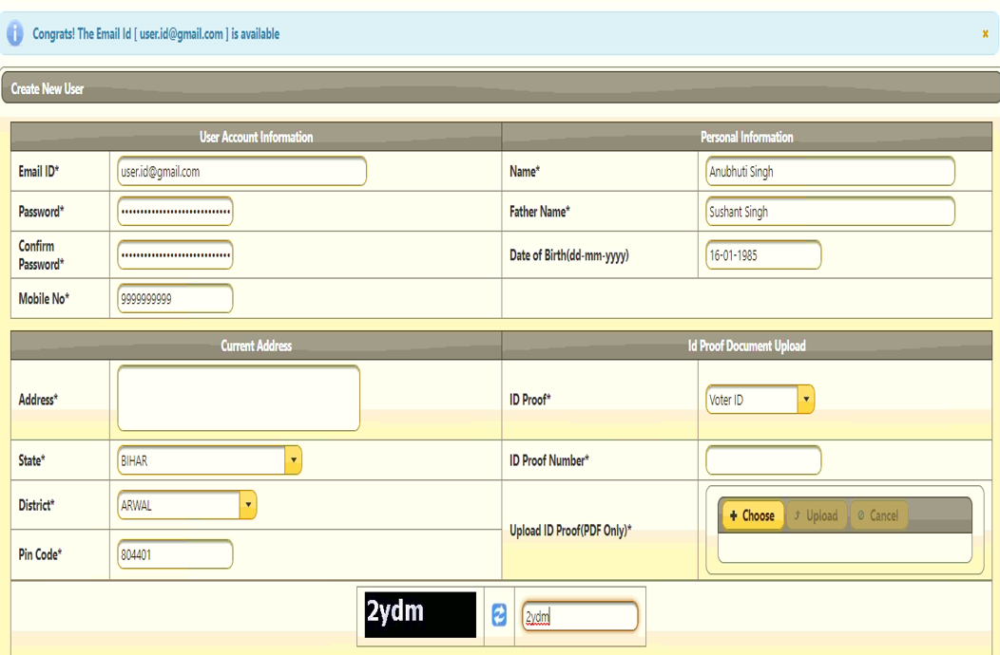 Congrats! The Email Id [ user.id@gmail.com ] is available
x
Create New User
User Account Information
Personal Information
Email ID*
user.id@gmail.com
Name*
Anubhuti Singh
Password*
Father Name*
Sushant Singh
Confirm
Password*
Date of Birth(dd-mm-yyyy)
16-01-1985
Mobile No*
9999999999
Current Address
Id Proof Document Upload
Address*
ID Proof*
Voter ID
State*
BIHAR
ID Proof Number*
District*
ARWAL
Upload ID Proof(PDF Only)*
+ Choose
Upload
Cancel
Pin Code*
804401
2ydm
2ydm